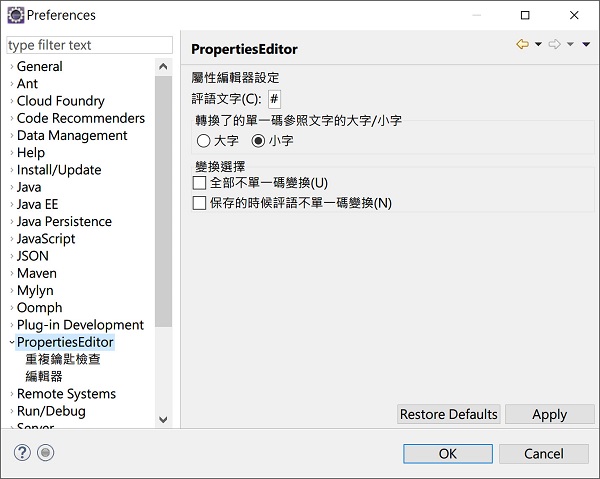 Preferences
type filter text
General
Ant
Cloud Foundry
Code Recommenders
Data Management
Help
Install/Update
Java
Java EE
Java Persistence
JavaScript
JSON
Maven
Mylyn
Oomph
Plug-in Development
PropertiesEditor
重複鑰匙檢查
編輯器
Remote Systems
Run/Debug
Server
PropertiesEditor
屬性編輯器設定
評語文字(C): #
轉換了的單一碼參照文字的大字/小字
大字 小字
變換選擇
全部不單一碼變換(U)
保存的時候評語不單一碼變換(N)
Restore Defaults Apply
? OK Cancel